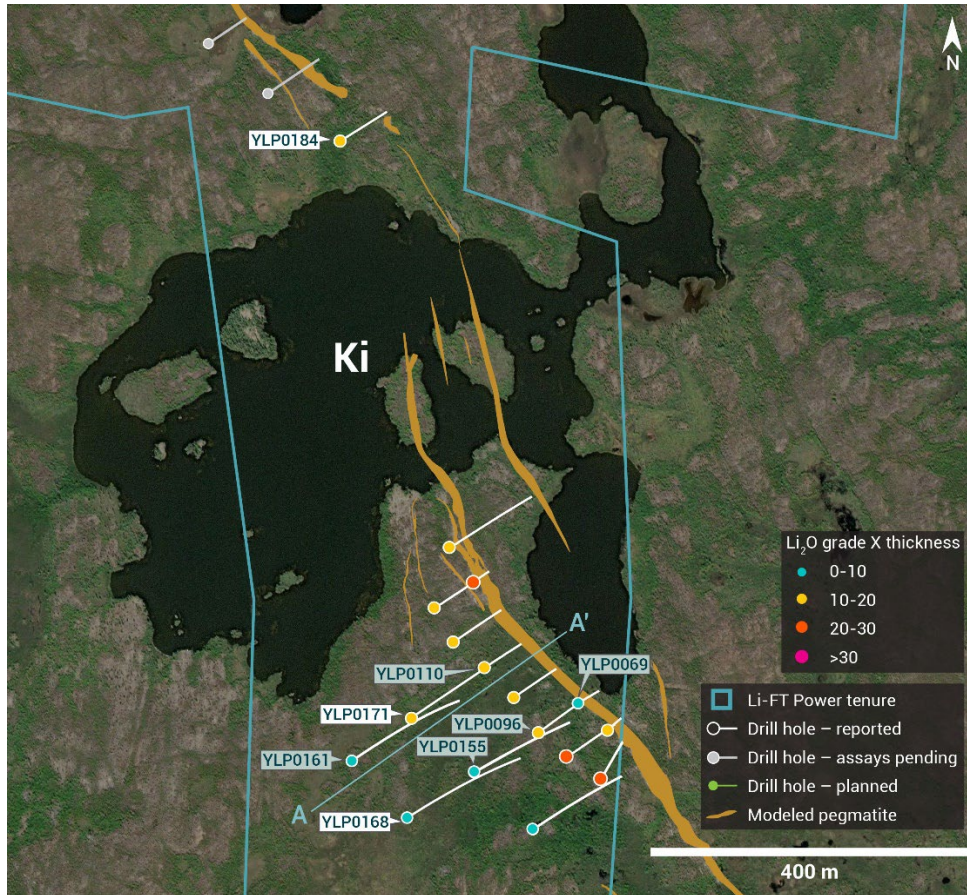 N
YLP0184
Ki
Li₂O grade X thickness
0-10
10-20
20-30
>30
A'
YLP0069
YLP0110
YLP0171
YLP0096
YLP0155
YLP0161
A
YLP0168
Li-FT Power tenure
Drill hole – reported
Drill hole – assays pending
Drill hole – planned
Modeled pegmatite
400 m